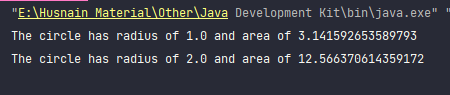 "E:\Husnain Material\Other\Java Development Kit\bin\java.exe" "
The circle has radius of 1.0 and area of 3.141592653589793
The circle has radius of 2.0 and area of 12.566370614359172